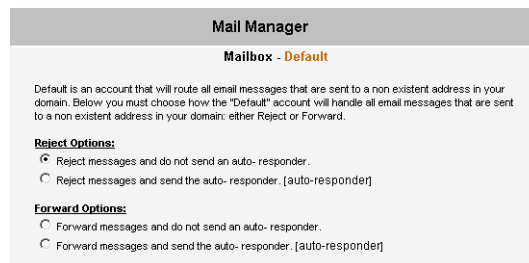 Mail Manager
Mailbox - Default
Default is an account that will route all email messages that are sent to a non existent address in your
domain. Below you must choose how the "Default" account will handle all email messages that are sent
to a non existent address in your domain: either Reject or Forward.
Reject Options:
Reject messages and do not send an auto- responder.
Reject messages and send the auto- responder. [auto-responder]
Forward Options:
Forward messages and do not send an auto- responder.
Forward messages and send the auto- responder. [auto-responder]